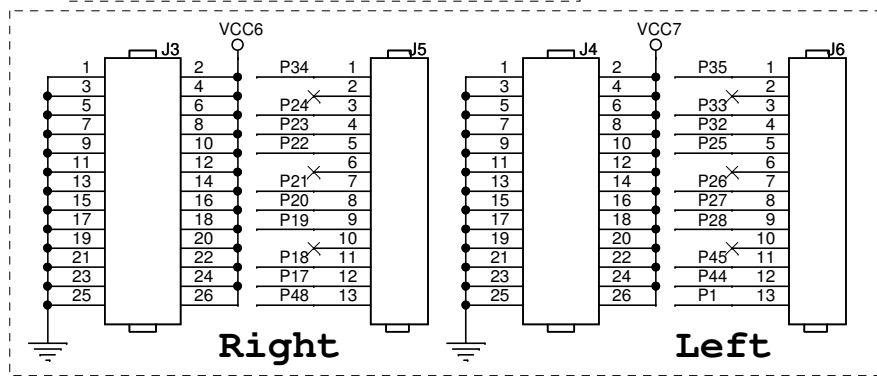 VCC6 VCC7
J3 J5 J4 J6
1 2 P34 1 1 2 P35 1
3 4 2 3 4 2
5 6 P24 3 5 6 P33 3
7 8 P23 4 7 8 P32 4
9 10 P22 5 9 10 P25 5
11 12 6 11 12 6
13 14 P21 7 13 14 P26 7
15 16 P20 8 15 16 P27 8
17 18 P19 9 17 18 P28 9
19 20 10 19 20 10
21 22 P18 11 21 22 P45 11
23 24 P17 12 23 24 P44 12
25 26 P48 13 25 26 P1 13
Right Left